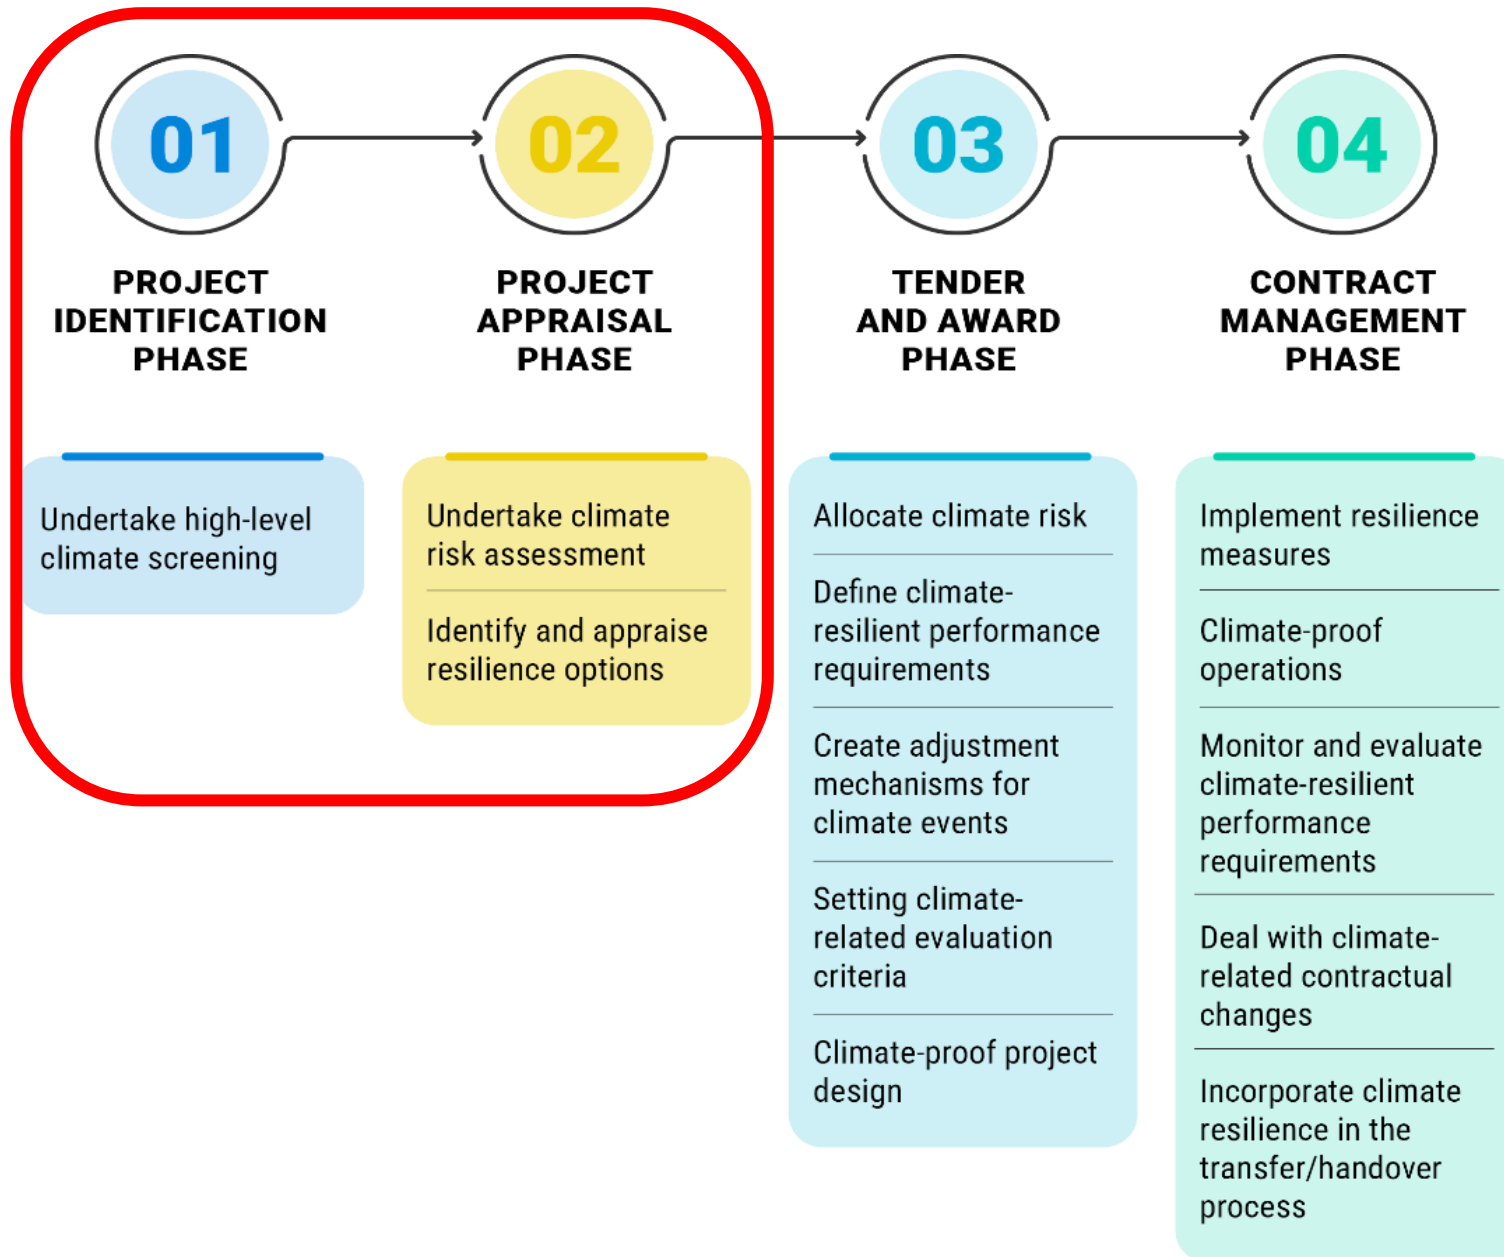 01
PROJECT
IDENTIFICATION
PHASE
Undertake high-level
climate screening
02
PROJECT
APPRAISAL
PHASE
Undertake climate
risk assessment
Identify and appraise
resilience options
03
TENDER
AND AWARD
PHASE
Allocate climate risk
Define climate-
resilient performance
requirements
Create adjustment
mechanisms for
climate events
Setting climate-
related evaluation
criteria
Climate-proof project
design
04
CONTRACT
MANAGEMENT
PHASE
Implement resilience
measures
Climate-proof
operations
Monitor and evaluate
climate-resilient
performance
requirements
Deal with climate-
related contractual
changes
Incorporate climate
resilience in the
transfer/handover
process